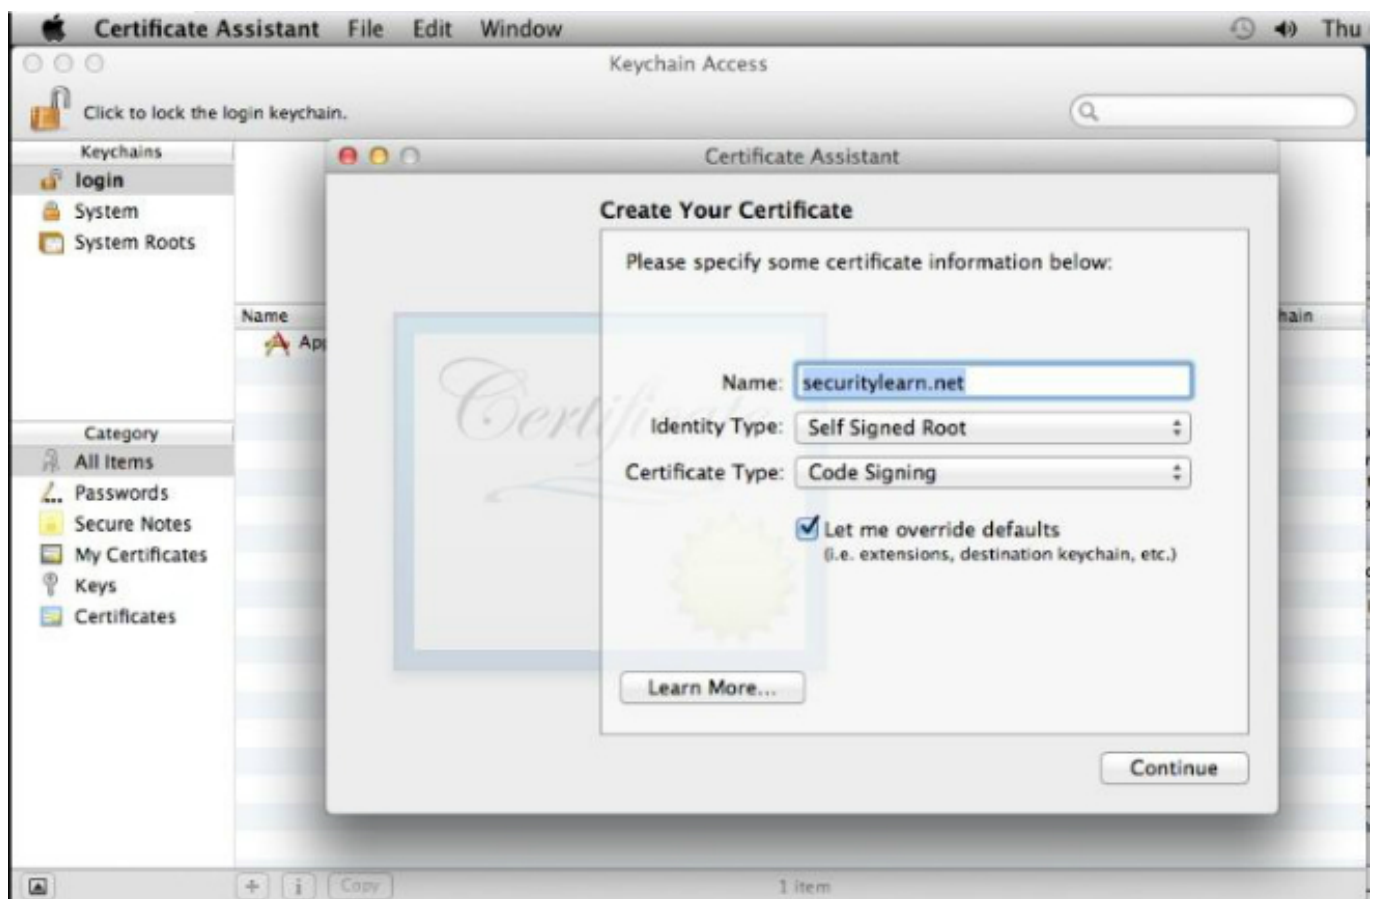 Certificate Assistant File Edit Window Thu
Keychain Access
Click to lock the login keychain.
Keychains
login
System
System Roots
Certificate Assistant
Create Your Certificate
Please specify some certificate information below:
Name
hain
App
Certificate
Name: securitylearn.net
Identity Type: Self Signed Root
Certificate Type: Code Signing
Let me override defaults
(i.e. extensions, destination keychain, etc.)
Category
All Items
Passwords
Secure Notes
My Certificates
Keys
Certificates
Learn More...
Continue
Copy
1 item